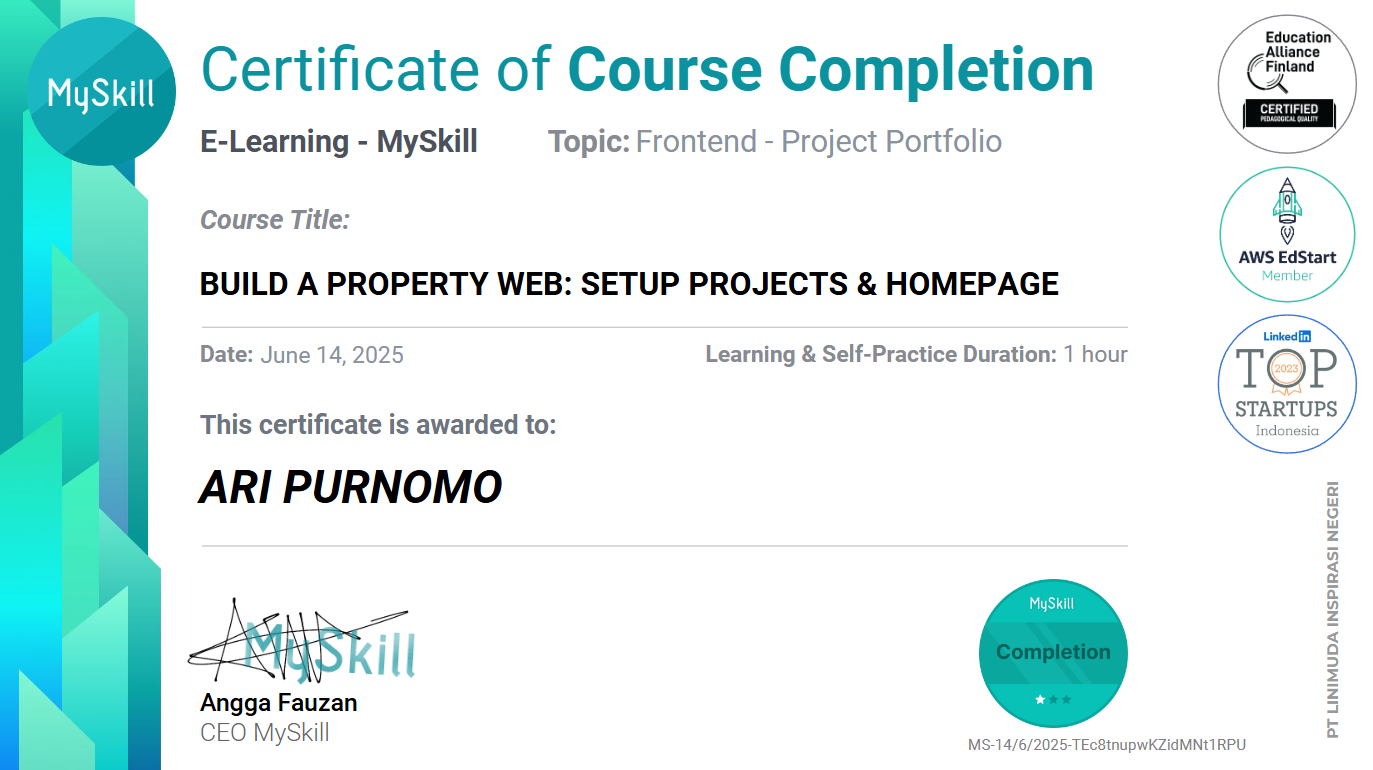 MySkill
Certificate of Course Completion
E-Learning - MySkill
Topic: Frontend - Project Portfolio
Course Title:
BUILD A PROPERTY WEB: SETUP PROJECTS & HOMEPAGE
Date: June 14, 2025
Learning & Self-Practice Duration: 1 hour
This certificate is awarded to:
ARI PURNOMO
MySkill
Angga Fauzan
CEO MySkill
MySkill
Completion
MS-14/6/2025-TEc8tnupwKZidMNt1RPU
Education
Alliance
Finland
CERTIFIED
PEDAGOGICAL QUALITY
AWS EdStart
Member
Linked in
TOP
2023
STARTUPS
Indonesia
PT LINIMUDA INSPIRASI NEGERI